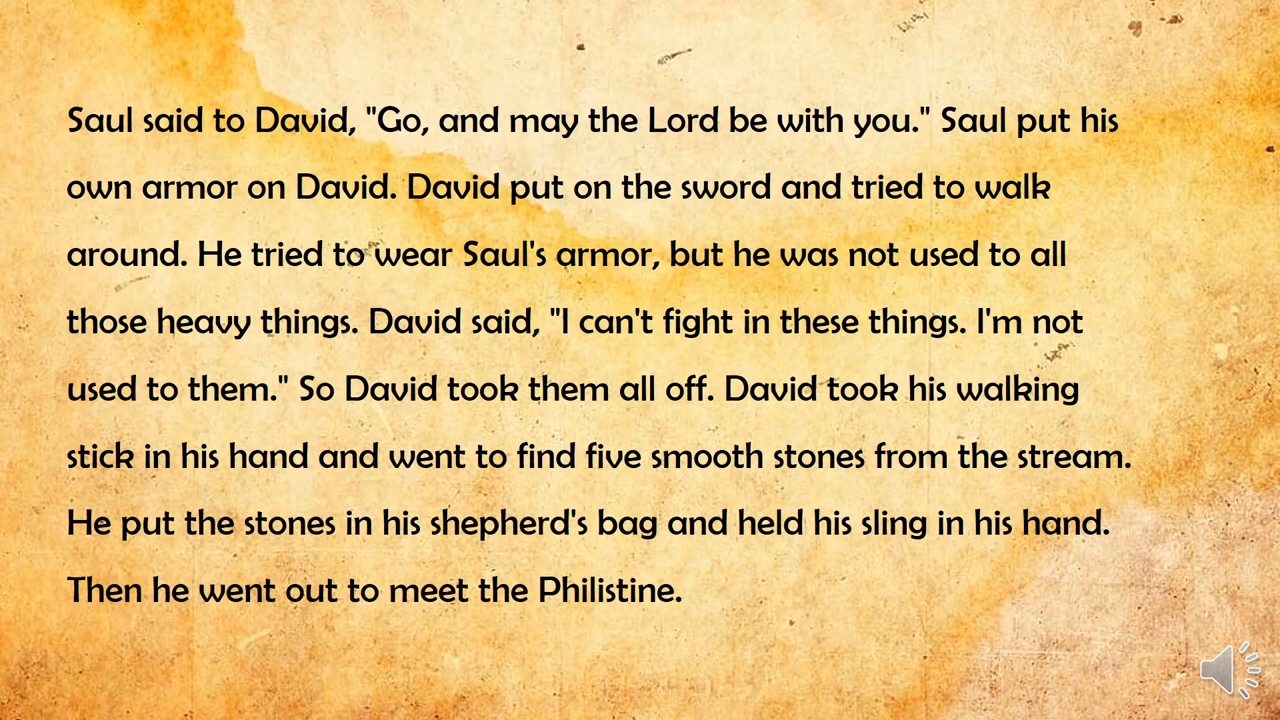 Saul said to David, "Go, and may the Lord be with you." Saul put his
own armor on David. David put on the sword and tried to walk
around. He tried to wear Saul's armor, but he was not used to all
those heavy things. David said, "I can't fight in these things. I'm not
used to them." So David took them all off. David took his walking
stick in his hand and went to find five smooth stones from the stream.
He put the stones in his shepherd's bag and held his sling in his hand.
Then he went out to meet the Philistine.